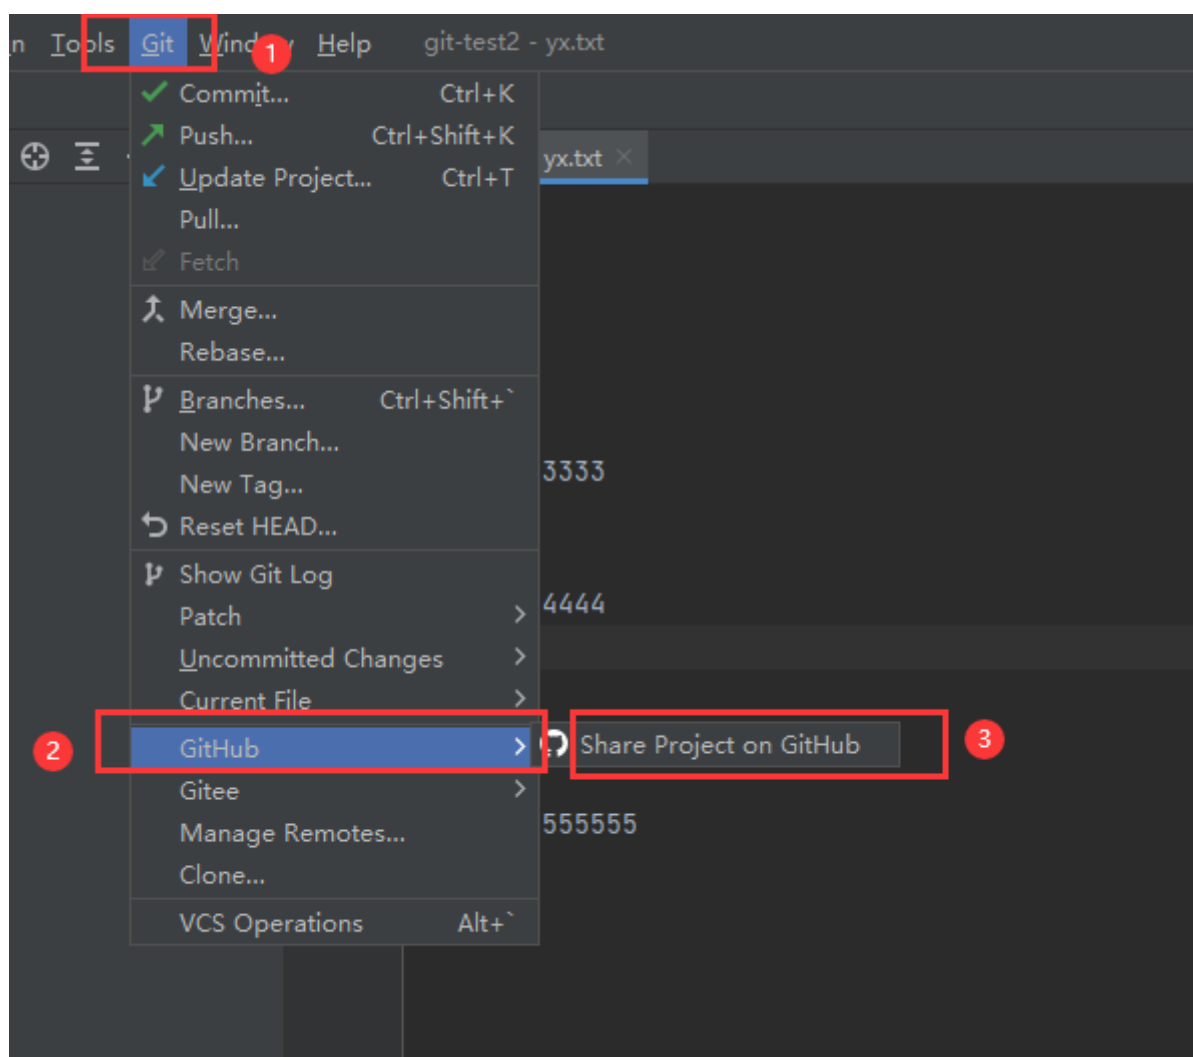 Tools Git Help git-test2 - yx.txt
1
Commit... Ctrl+K
Push... Ctrl+Shift+K
yx.txt
Update Project... Ctrl+T
Pull...
Fetch
Merge...
Rebase...
Branches... Ctrl+Shift+`
New Branch...
3333
New Tag...
Reset HEAD...
Show Git Log
4444
Patch
Uncommitted Changes
Current File
2 GitHub Share Project on GitHub 3
Gitee
555555
Manage Remotes...
Clone...
VCS Operations Alt+`